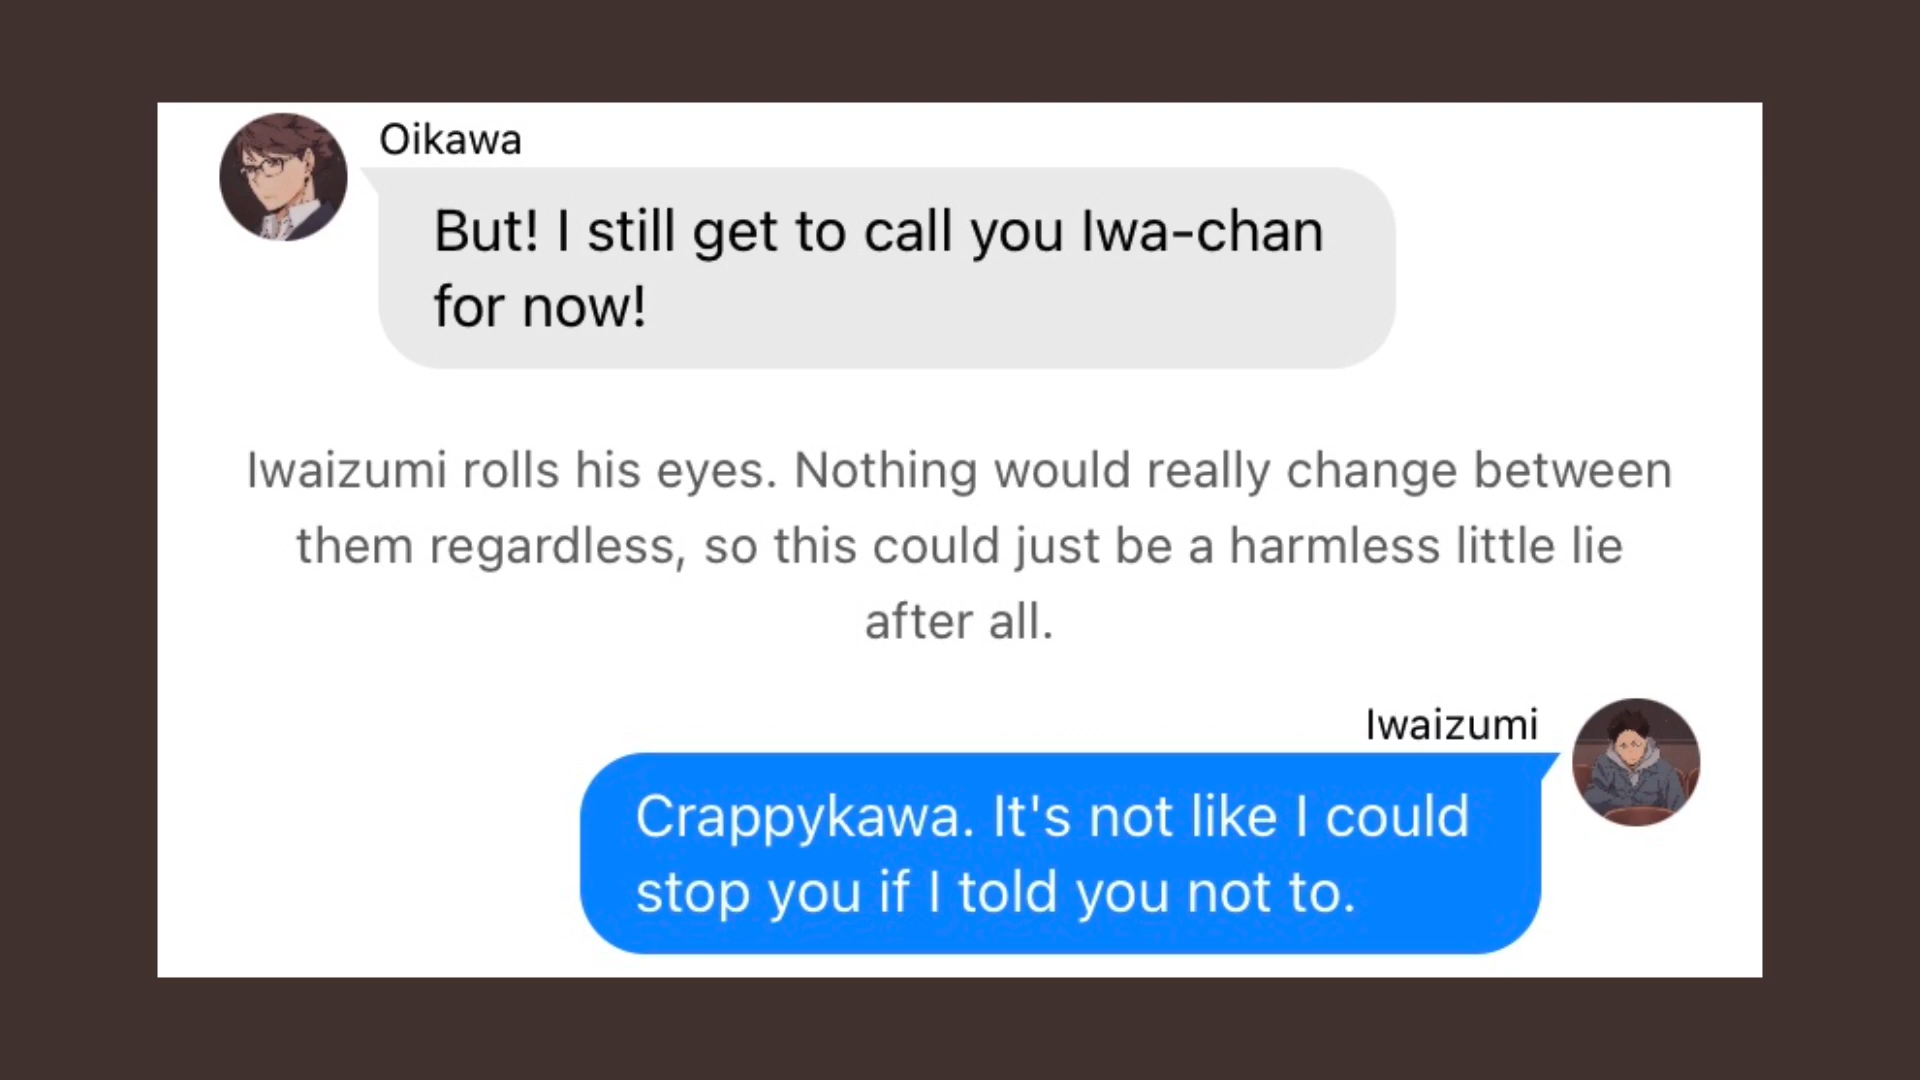 Oikawa
But! I still get to call you Iwa-chan
for now!
Iwaizumi rolls his eyes. Nothing would really change between
them regardless, so this could just be a harmless little lie
after all.
Iwaizumi
Crappykawa. It's not like I could
stop you if I told you not to.